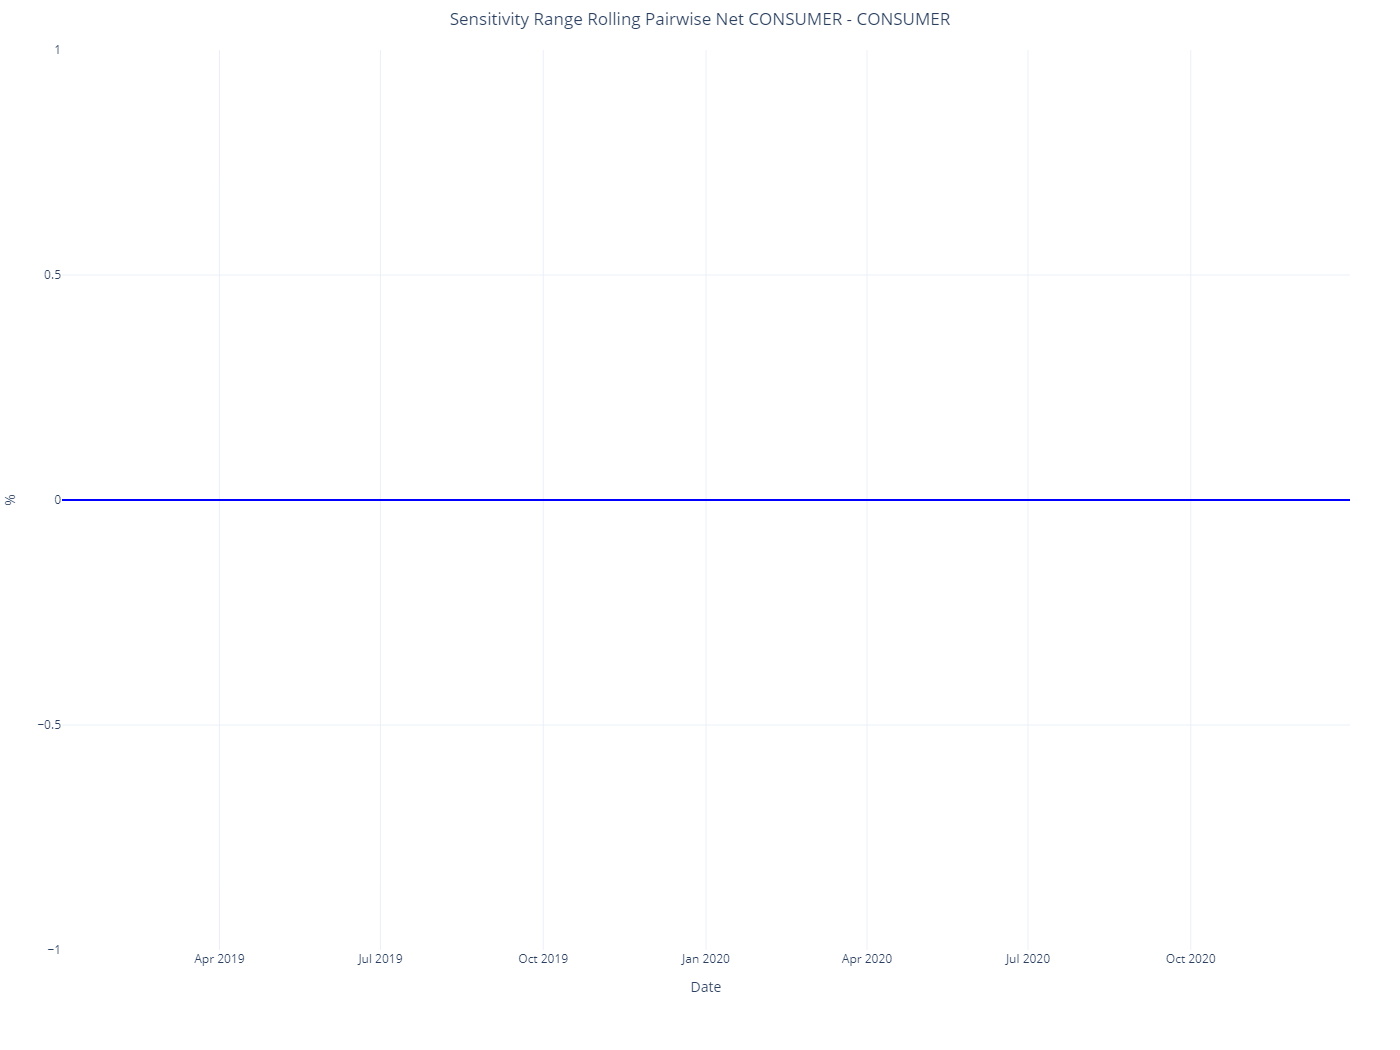 Sensitivity Range Rolling Pairwise Net CONSUMER - CONSUMER
1
0.5
0
−0.5
−1
%
Apr 2019 Jul 2019 Oct 2019 Jan 2020 Apr 2020 Jul 2020 Oct 2020
Date